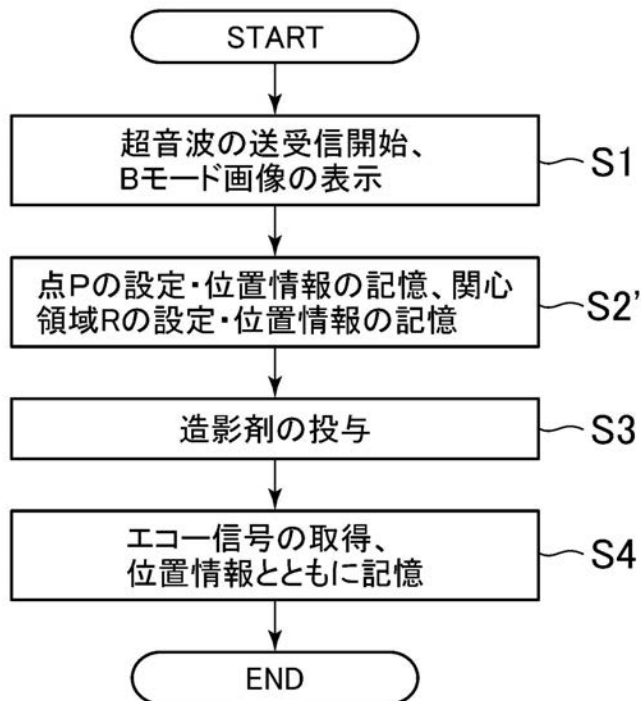 START
超音波の送受信開始、
Bモード画像の表示
S1
点Pの設定・位置情報の記憶、関心
領域Rの設定・位置情報の記憶
S2’
造影剤の投与
S3
エコー信号の取得、
位置情報とともに記憶
S4
END